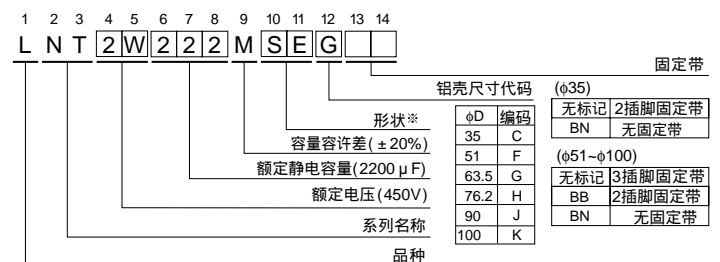 1 2 3 4 5 6 7 8 9 10 11 12 13 14
L N T 2 W 2 2 2 M S E G
固定带
铝壳尺寸代码
(ϕ35)
无标记 2插脚固定带
BN 无固定带
(ϕ51~ϕ100)
无标记 3插脚固定带
BB 2插脚固定带
BN 无固定带
ϕD 编码
35 C
51 F
63.5 G
76.2 H
90 J
100 K
形状※
容量容许差(±20%)
额定静电容量(2200μF)
额定电压(450V)
系列名称
品种